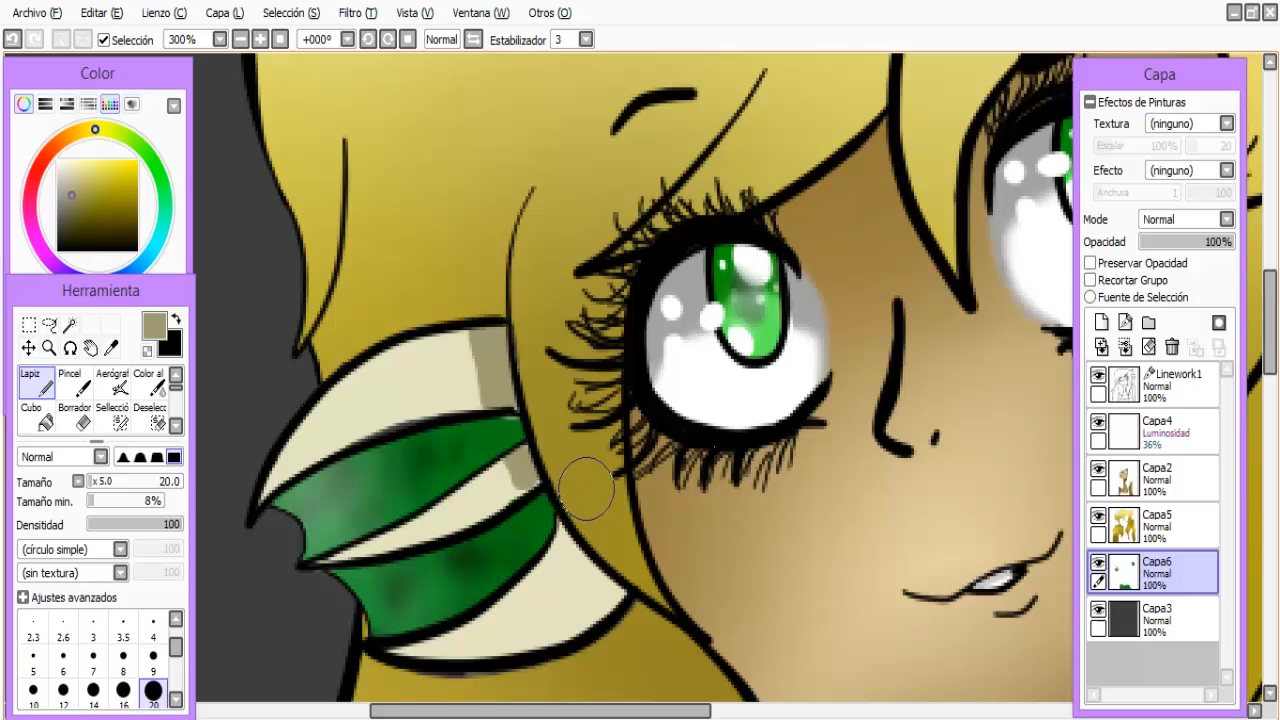 Archivo (F) Editar (E) Lienzo (C) Capa (L) Selección (S) Filtro (T) Vista (V) Ventana (W) Otros (O)
Selección 300% +000º Normal Estabilizador 3
Color
Herramienta
Lapiz Pincel Aerógraf Color al
Cubo Borrador Selleccio Deselecc
Normal
Tamaño x 5.0 20.0
Tamaño min. 8%
Densitidad 100
(círculo simple) 100
(sin textura) 100
Ajustes avanzados
2.3 2.6 3 3.5 4
5 6 7 8 9
10 12 14 16 20
Capa
Efectos de Pinturas
Textura (ninguno)
Escalar 100% 20
Efecto (ninguno)
Anchura 1 100
Mode Normal
Opacidad 100%
Preservar Opacidad
Recortar Grupo
Fuente de Selección
Linework1
Normal
100%
Capa4
Luminosidad
36%
Capa2
Normal
100%
Capa5
Normal
100%
Capa6
Normal
100%
Capa3
Normal
100%